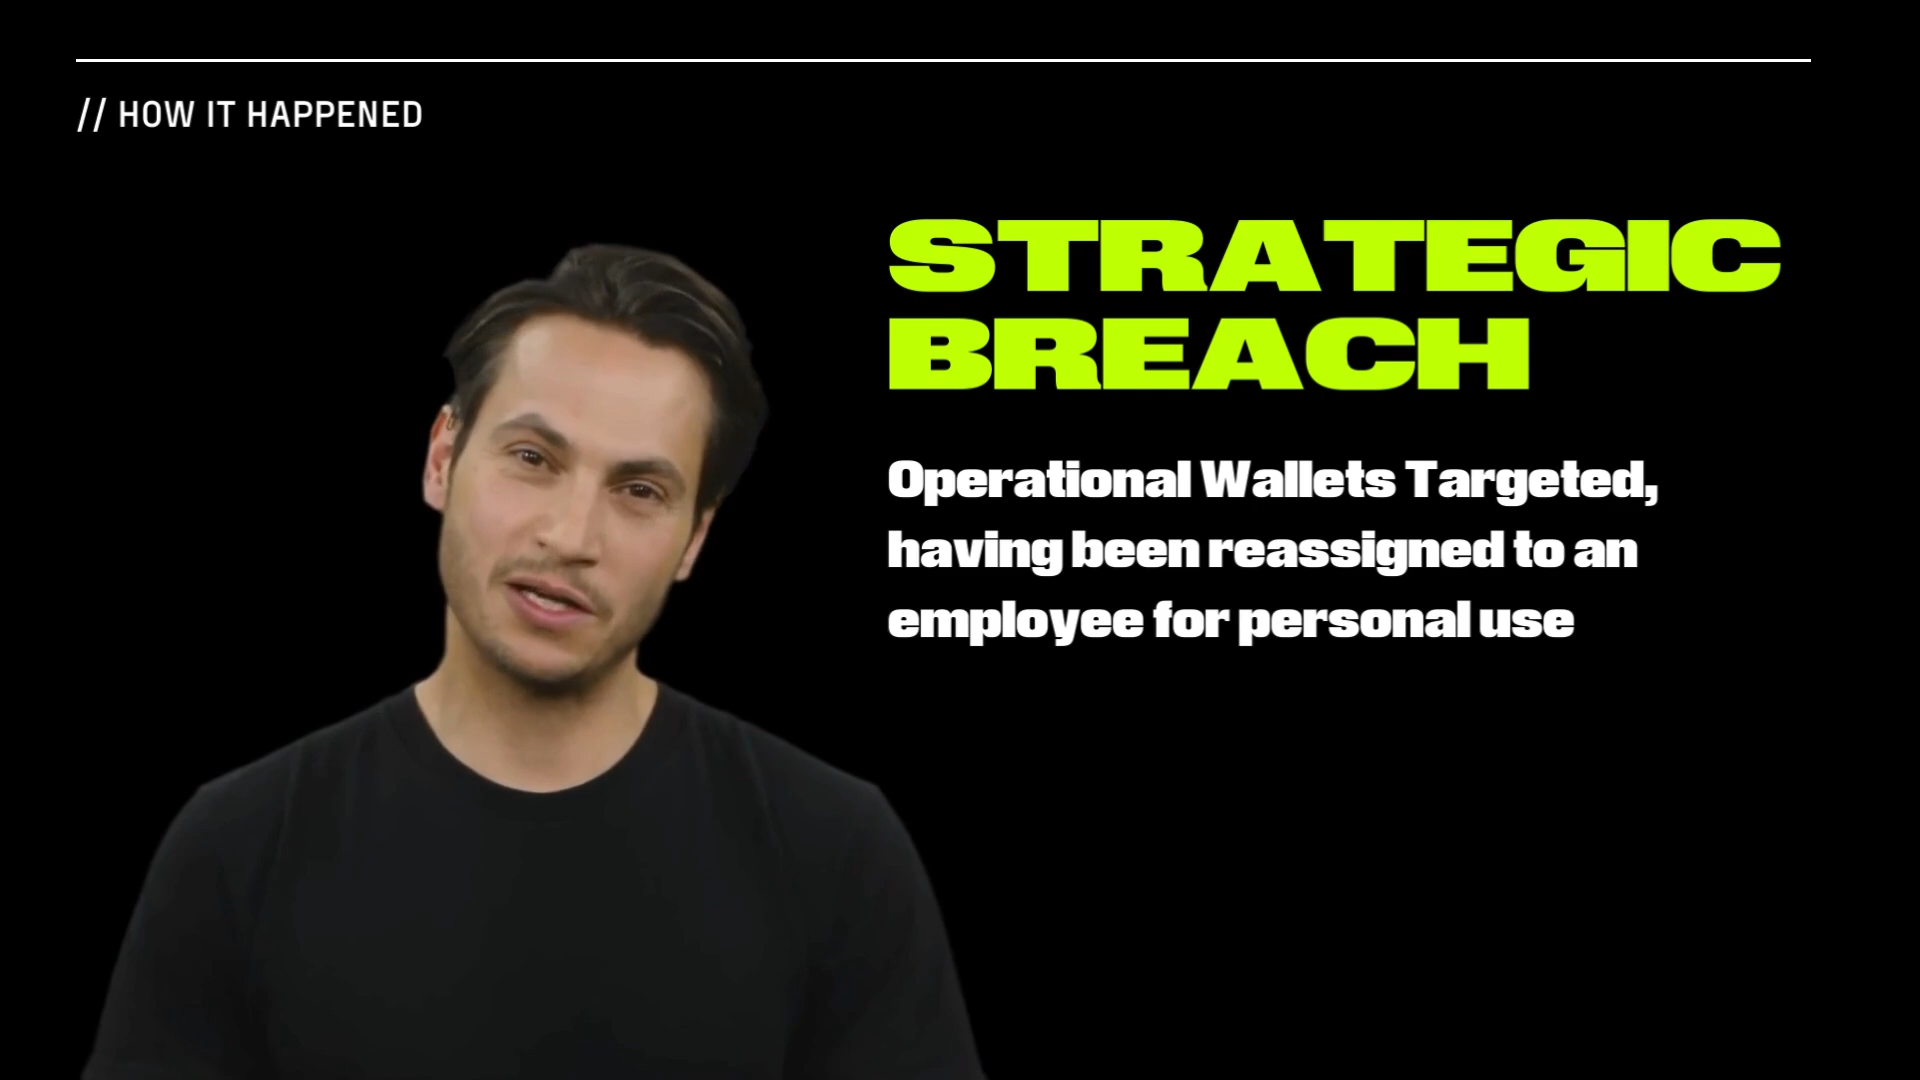 // HOW IT HAPPENED
STRATEGIC
BREACH
Operational Wallets Targeted,
having been reassigned to an
employee for personal use